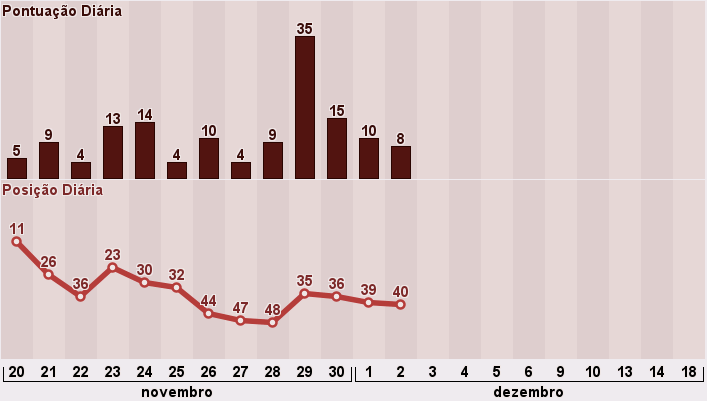 Pontuação Diária
5 9 4 13 14 4 10 4 9 35 15 10 8
Posição Diária
11 26 36 23 30 32 44 47 48 35 36 39 40
20 21 22 23 24 25 26 27 28 29 30 1 2 3 4 5 6 9 10 13 14 18
novembro dezembro